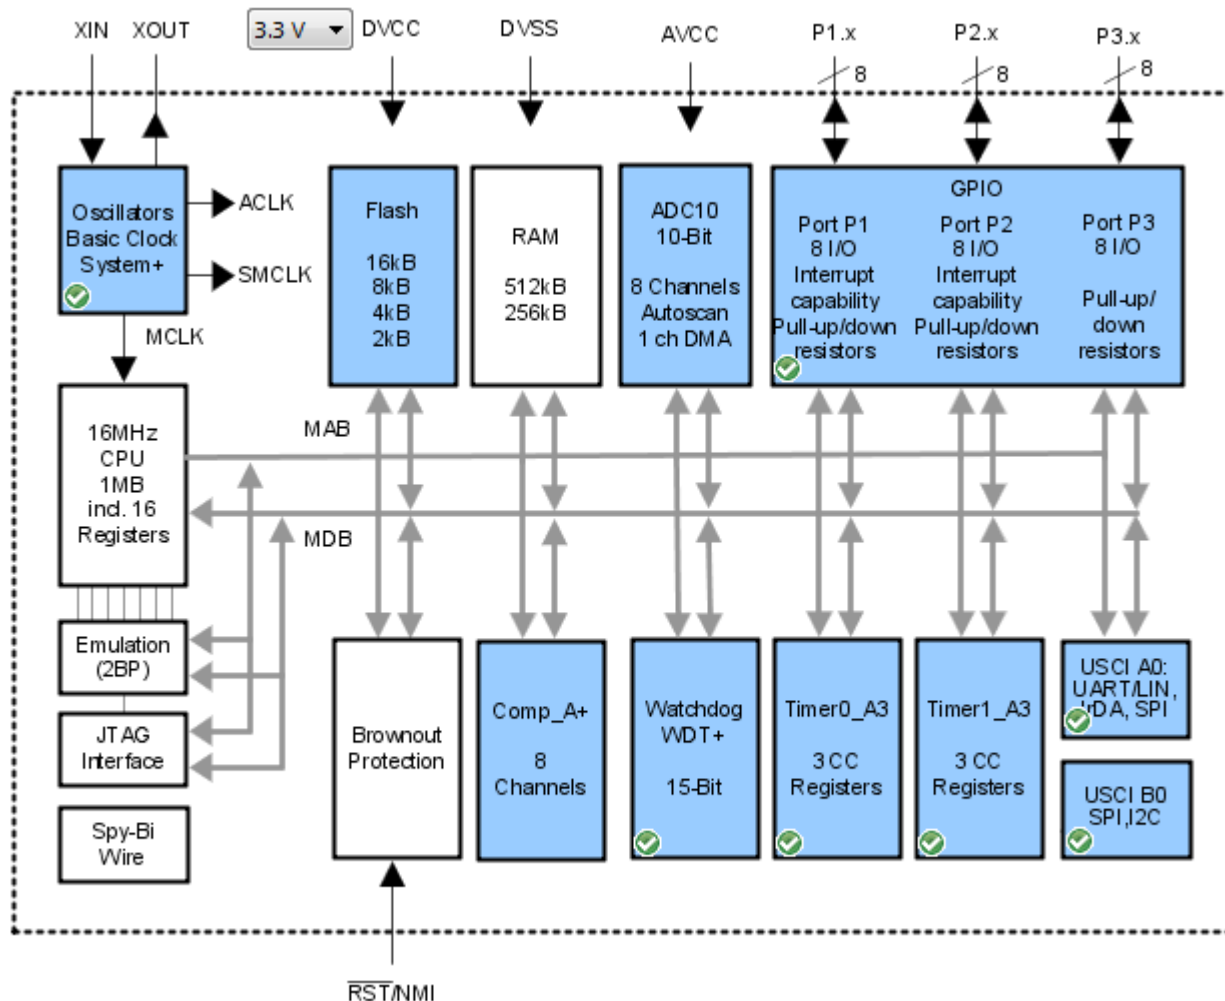 XIN XOUT 3.3 V DVCC DVSS AVCC P1.x P2.x P3.x
8 8 8
Oscillators
Basic Clock
System+
ACLK
SMCLK
MCLK
Flash
16kB
8kB
4kB
2kB
RAM
512kB
256kB
ADC10
10-Bit
8 Channels
Autoscan
1 ch DMA
GPIO
Port P1
8 I/O
Interrupt
capability
Pull-up/down
resistors
Port P2
8 I/O
Interrupt
capability
Pull-up/down
resistors
Port P3
8 I/O
Pull-up/
down
resistors
16MHz
CPU
1MB
incl. 16
Registers
MAB
MDB
Emulation
(2BP)
JTAG
Interface
Spy-Bi
Wire
Brownout
Protection
Comp_A+
8
Channels
Watchdog
WDT+
15-Bit
Timer0_A3
3 CC
Registers
Timer1_A3
3 CC
Registers
USCI A0:
UART/LIN,
IrDA, SPI
USCI B0
SPI,I2C
RST/NMI